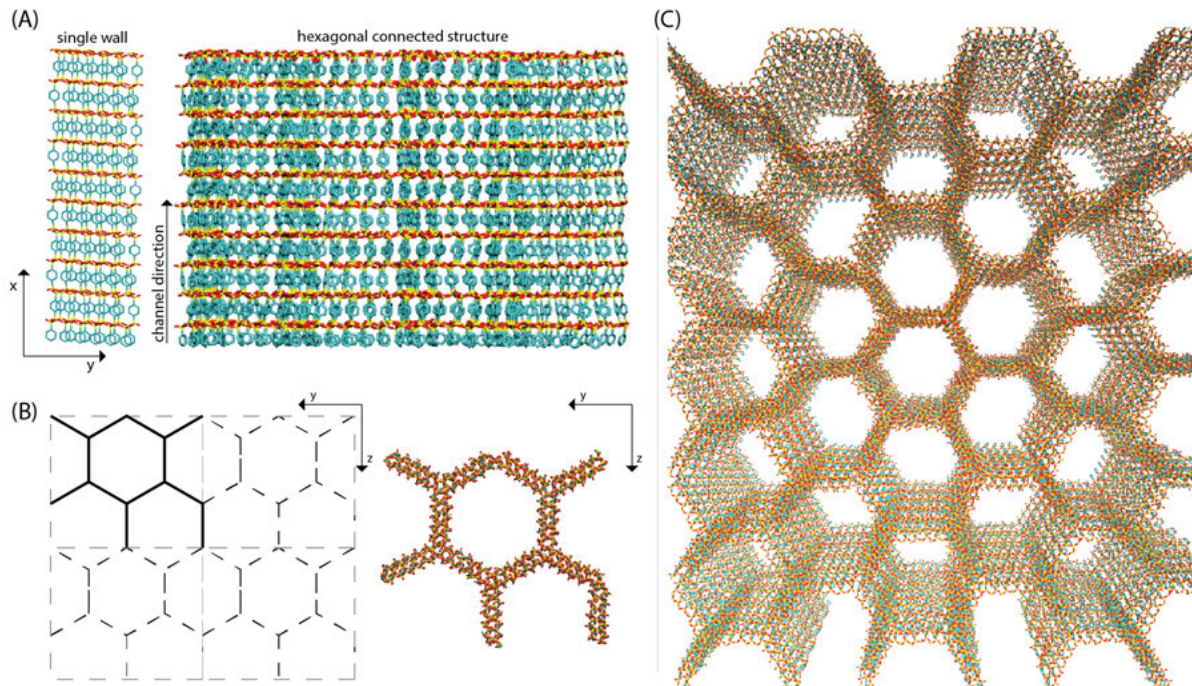 (A)
single wall
hexagonal connected structure
channel direction
x
y
(B)
y
z
y
z
(C)